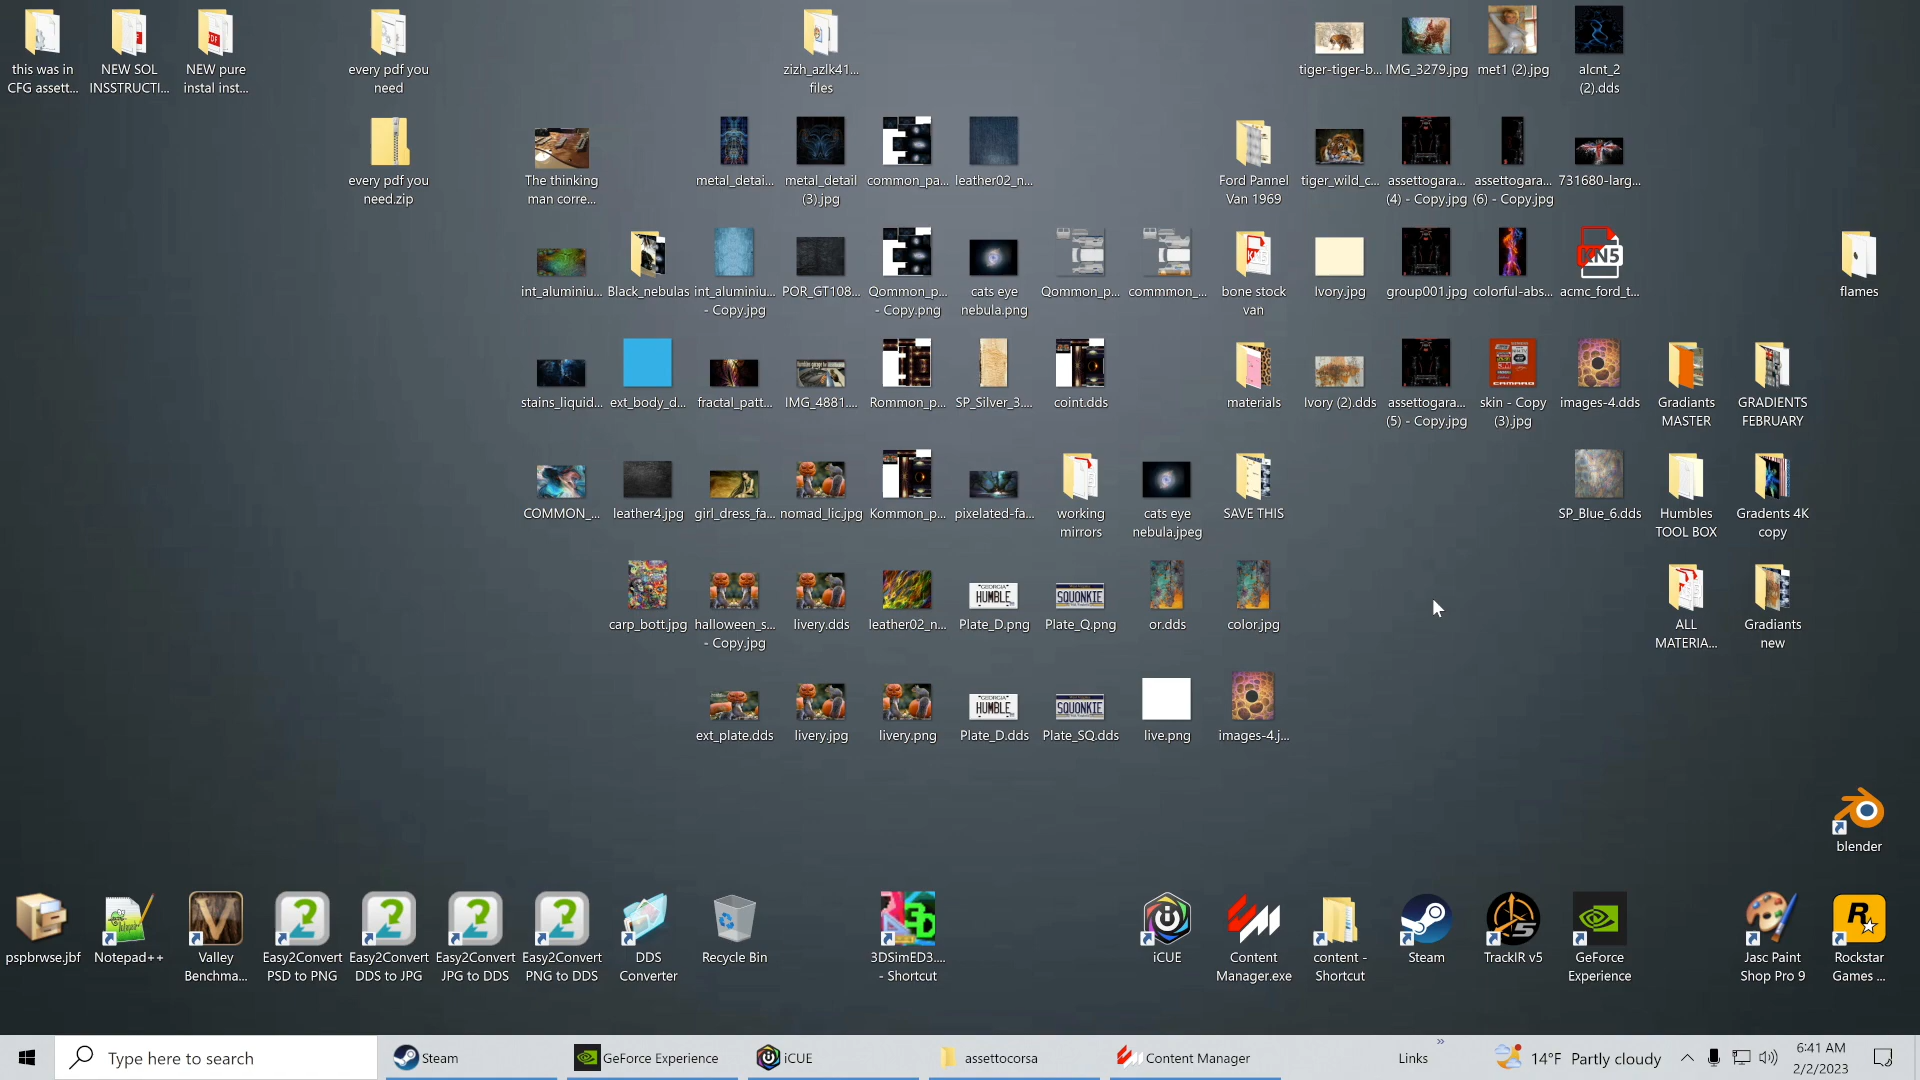 this was in
CFG assett...
NEW SOL
INSSTRUCTI...
NEW pure
instal inst...
every pdf you
need
zizh_azlk41...
files
tiger-tiger-b...
IMG_3279.jpg
met1 (2).jpg
alcnt_2
(2).dds
every pdf you
need.zip
The thinking
man corre...
metal_detai...
metal_detail
(3).jpg
common_pa...
leather02_n...
Ford Pannel
Van 1969
tiger_wild_c...
assettogara...
(4) - Copy.jpg
assettogara...
(6) - Copy.jpg
731680-larg...
int_aluminiu...
Black_nebulas
int_aluminiu...
- Copy.jpg
POR_GT108...
Qommon_p...
- Copy.png
cats eye
nebula.png
Qommon_p...
commmon_...
bone stock
van
Ivory.jpg
group001.jpg
colorful-abs...
KN5
acmc_ford_t...
flames
stains_liquid...
ext_body_d...
fractal_patt...
IMG_4881....
Rommon_p...
SP_Silver_3....
coint.dds
materials
Ivory (2).dds
assettogara...
(5) - Copy.jpg
CAMARO
skin - Copy
(3).jpg
images-4.dds
Gradiants
MASTER
GRADIENTS
FEBRUARY
COMMON_...
leather4.jpg
girl_dress_fa...
nomad_lic.jpg
Kommon_p...
pixelated-fa...
working
mirrors
cats eye
nebula.jpeg
SAVE THIS
SP_Blue_6.dds
Humbles
TOOL BOX
Gradents 4K
copy
carp_bott.jpg
halloween_s...
- Copy.jpg
livery.dds
leather02_n...
GEORGIA
HUMBLE
Plate_D.png
SQUONKIE
Plate_Q.png
or.dds
color.jpg
ALL
MATERIA...
Gradiants
new
ext_plate.dds
livery.jpg
livery.png
GEORGIA
HUMBLE
Plate_D.dds
SQUONKIE
Plate_SQ.dds
live.png
images-4.j...
blender
pspbrwse.jbf
Notepad++
Valley
Benchma...
Easy2Convert
PSD to PNG
Easy2Convert
DDS to JPG
Easy2Convert
JPG to DDS
Easy2Convert
PNG to DDS
DDS
Converter
Recycle Bin
3DSimED3....
- Shortcut
iCUE
Content
Manager.exe
content -
Shortcut
Steam
TrackIR v5
GeForce
Experience
Jasc Paint
Shop Pro 9
Rockstar
Games ...
Type here to search
Steam
GeForce Experience
iCUE
assettocorsa
Content Manager
Links
14°F Partly cloudy
6:41 AM
2/2/2023